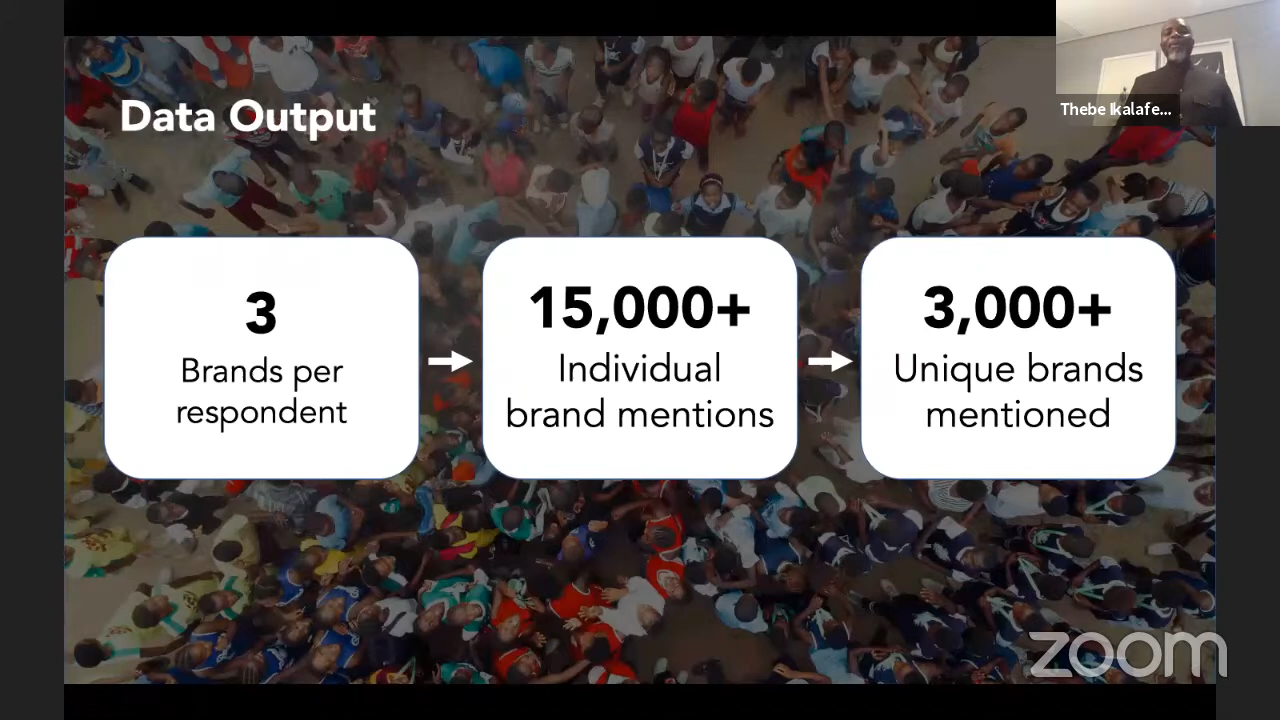 Thebe Ikalafe...
Data Output
3
Brands per
respondent
15,000+
Individual
brand mentions
3,000+
Unique brands
mentioned
zoom